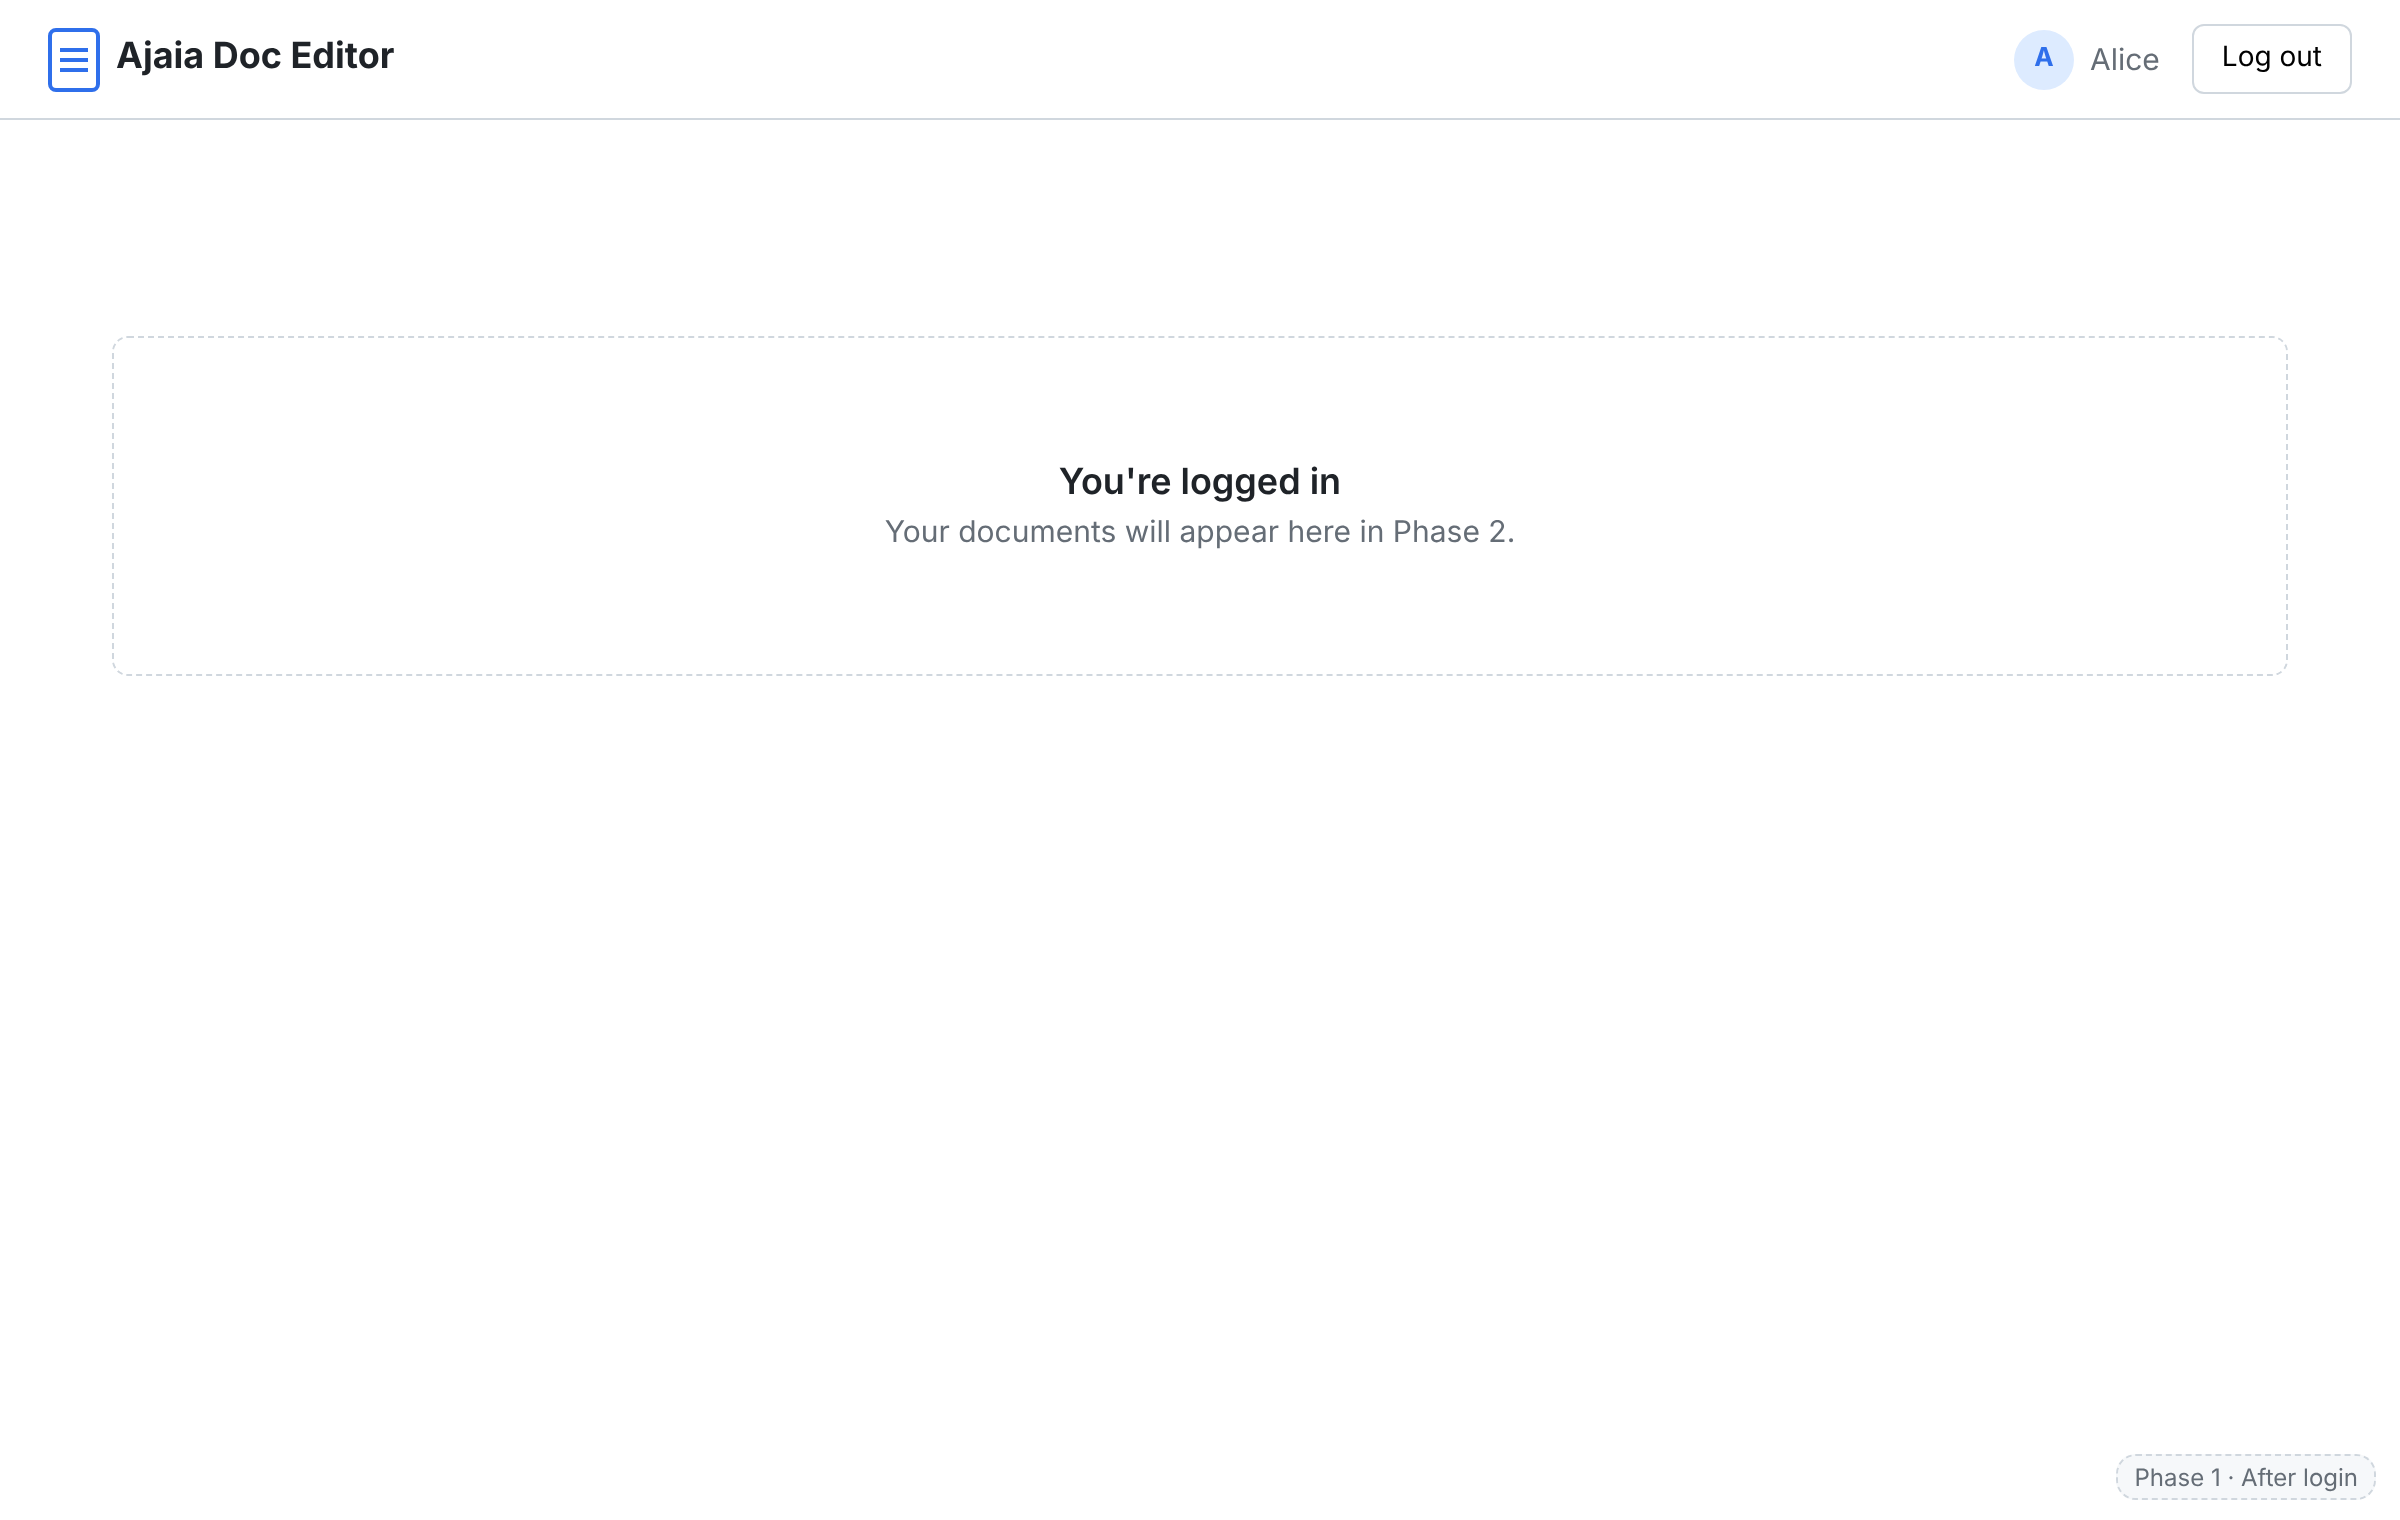 Ajaia Doc Editor
A Alice Log out
You're logged in
Your documents will appear here in Phase 2.
Phase 1 · After login